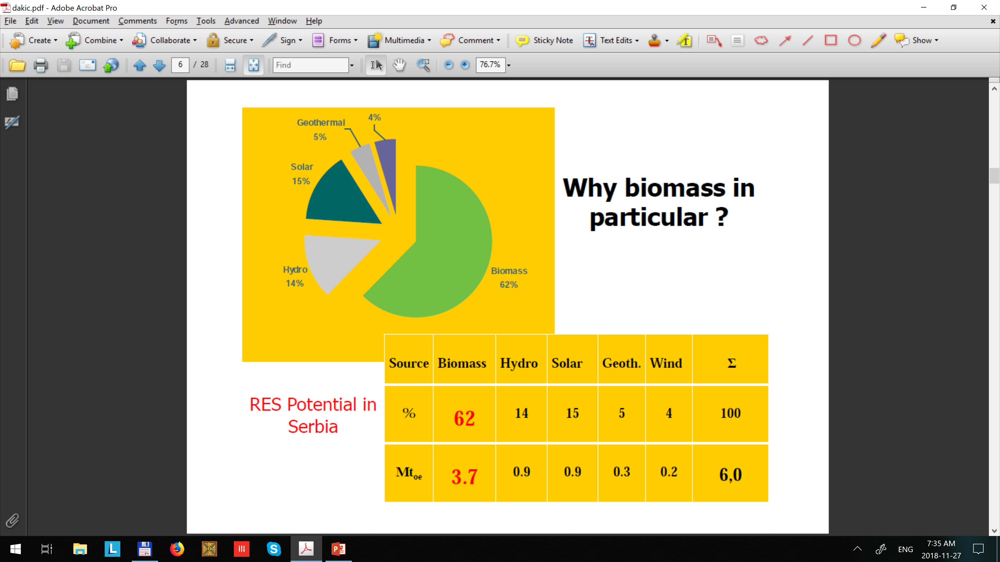 dakic.pdf - Adobe Acrobat Pro
File Edit View Document Comments Forms Tools Advanced Window Help
Create Combine Collaborate Secure Sign Forms Multimedia Comment Sticky Note Text Edits Show
6 / 28 Find 76.7%
4%
Geothermal
5%
Solar
15%
Hydro
14%
Biomass
62%
Why biomass in
particular ?
RES Potential in
Serbia
Source Biomass Hydro Solar Geoth. Wind Σ
% 62 14 15 5 4 100
Mtoe 3.7 0.9 0.9 0.3 0.2 6,0
ENG
7:35 AM
2018-11-27